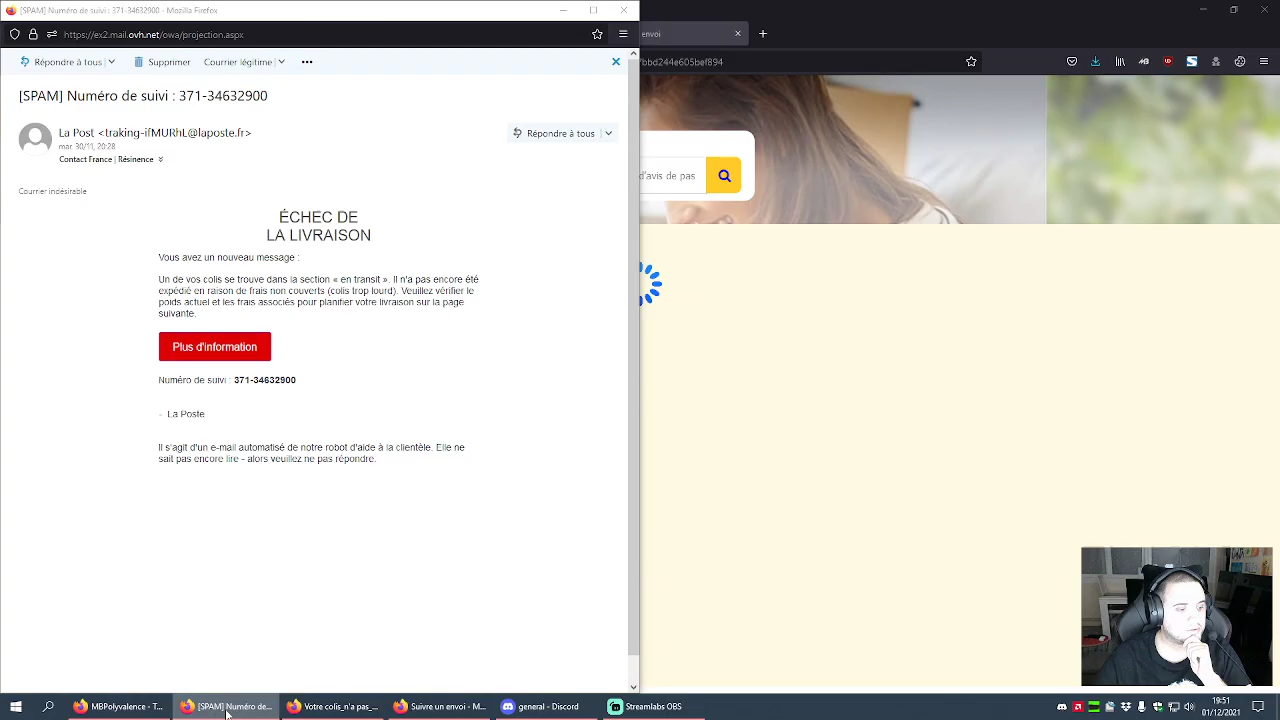 [SPAM] Numéro de suivi : 371-34632900 - Mozilla Firefox
https://ex2.mail.ovh.net/owa/projection.aspx
Répondre à tous
Supprimer
Courrier légitime
[SPAM] Numéro de suivi : 371-34632900
La Post <traking-ifMURhL@laposte.fr>
mar. 30/11, 20:28
Contact France | Résinence
Répondre à tous
Courrier indésirable
ÉCHEC DE
LA LIVRAISON
Vous avez un nouveau message :
Un de vos colis se trouve dans la section « en transit ». Il n'a pas encore été
expédié en raison de frais non couverts (colis trop lourd). Veuillez vérifier le
poids actuel et les frais associés pour planifier votre livraison sur la page
suivante.
Plus d'information
Numéro de suivi : 371-34632900
- La Poste
Il s'agit d'un e-mail automatisé de notre robot d'aide à la clientèle. Elle ne
sait pas encore lire - alors veuillez ne pas répondre.
envoi
bbd244e605bef894
d'avis de pas
MBPolyvalence - T...
[SPAM] Numéro de...
Votre colis_n'a pas_...
Suivre un envoi - M...
general - Discord
Streamlabs OBS
19:51
01/12/2021